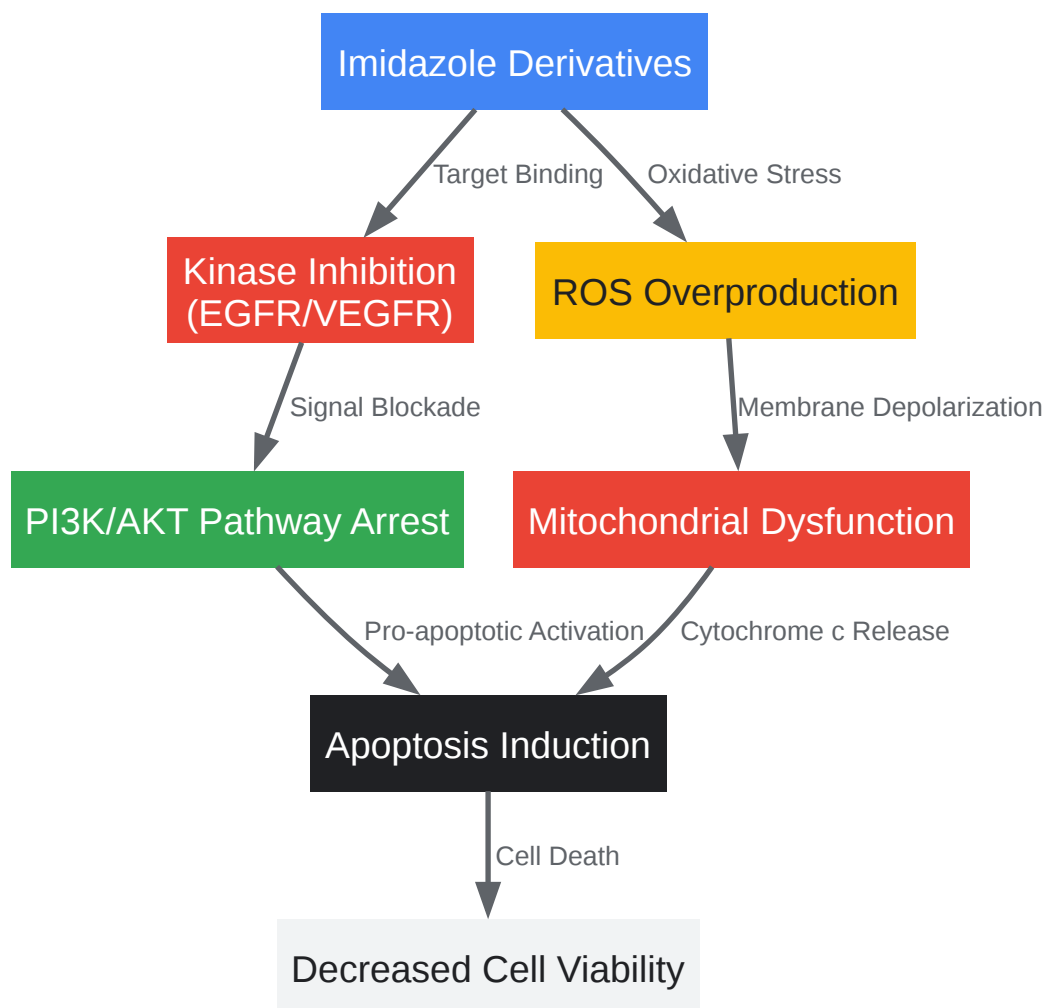 Imidazole Derivatives
Target Binding
Oxidative Stress
Kinase Inhibition
(EGFR/VEGFR)
ROS Overproduction
Signal Blockade
Membrane Depolarization
PI3K/AKT Pathway Arrest
Mitochondrial Dysfunction
Pro-apoptotic Activation
Cytochrome c Release
Apoptosis Induction
Cell Death
Decreased Cell Viability